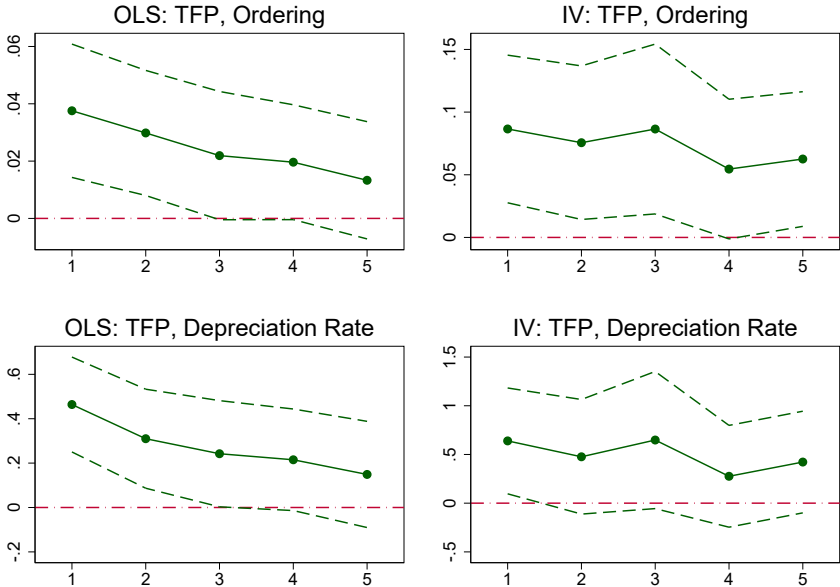 OLS: TFP, Ordering
.06
.04
.02
0
1 2 3 4 5
IV: TFP, Ordering
.15
.1
.05
0
1 2 3 4 5
OLS: TFP, Depreciation Rate
.6
.4
.2
0
-.2
1 2 3 4 5
IV: TFP, Depreciation Rate
1.5
1
.5
0
-.5
1 2 3 4 5